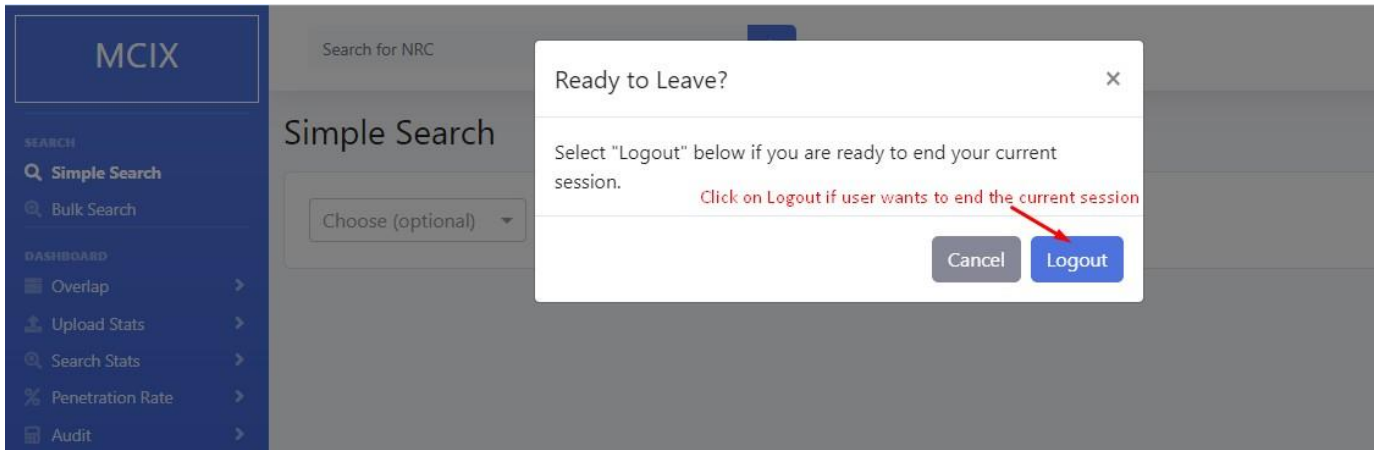 MCIX
Search for NRC
Ready to Leave?
×
Simple Search
Select "Logout" below if you are ready to end your current
session.
Click on Logout if user wants to end the current session
Choose (optional)
Cancel
Logout
SEARCH
Simple Search
Bulk Search
DASHBOARD
Overlap
Upload Stats
Search Stats
Penetration Rate
Audit